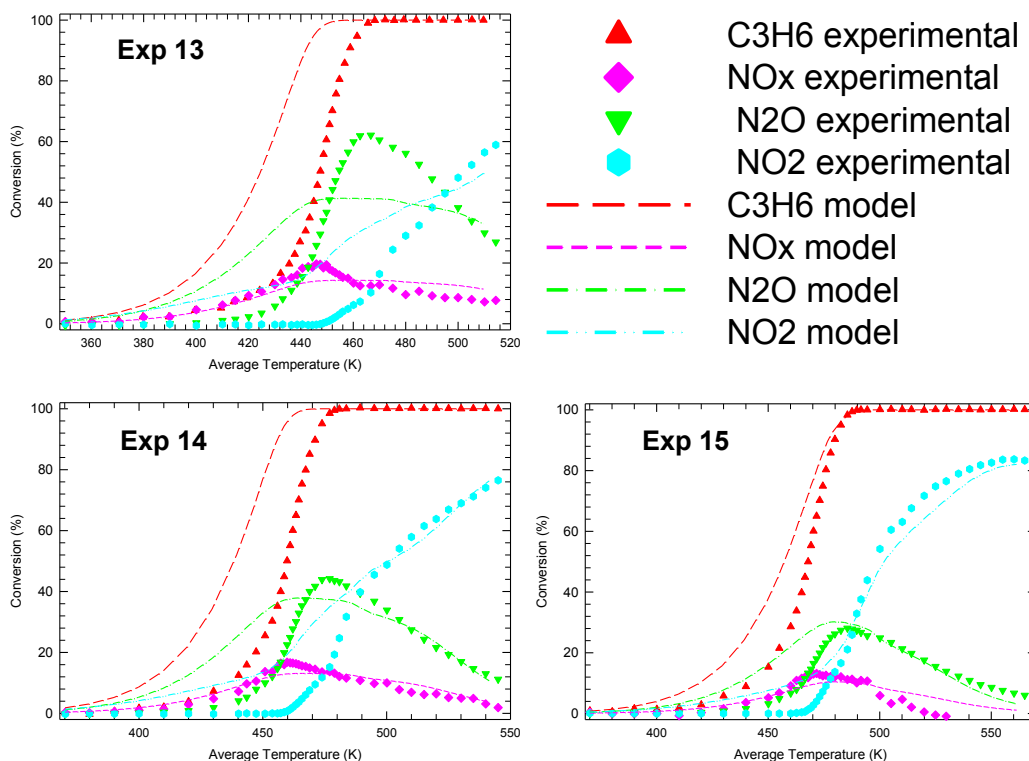 Exp 13
Conversion (%)
100
80
60
40
20
0
360 380 400 420 440 460 480 500 520
Average Temperature (K)
C3H6 experimental
NOx experimental
N2O experimental
NO2 experimental
C3H6 model
NOx model
N2O model
NO2 model
Exp 14
Conversion (%)
100
80
60
40
20
0
400 450 500 550
Average Temperature (K)
Exp 15
Conversion (%)
100
80
60
40
20
0
400 450 500 550
Average Temperature (K)